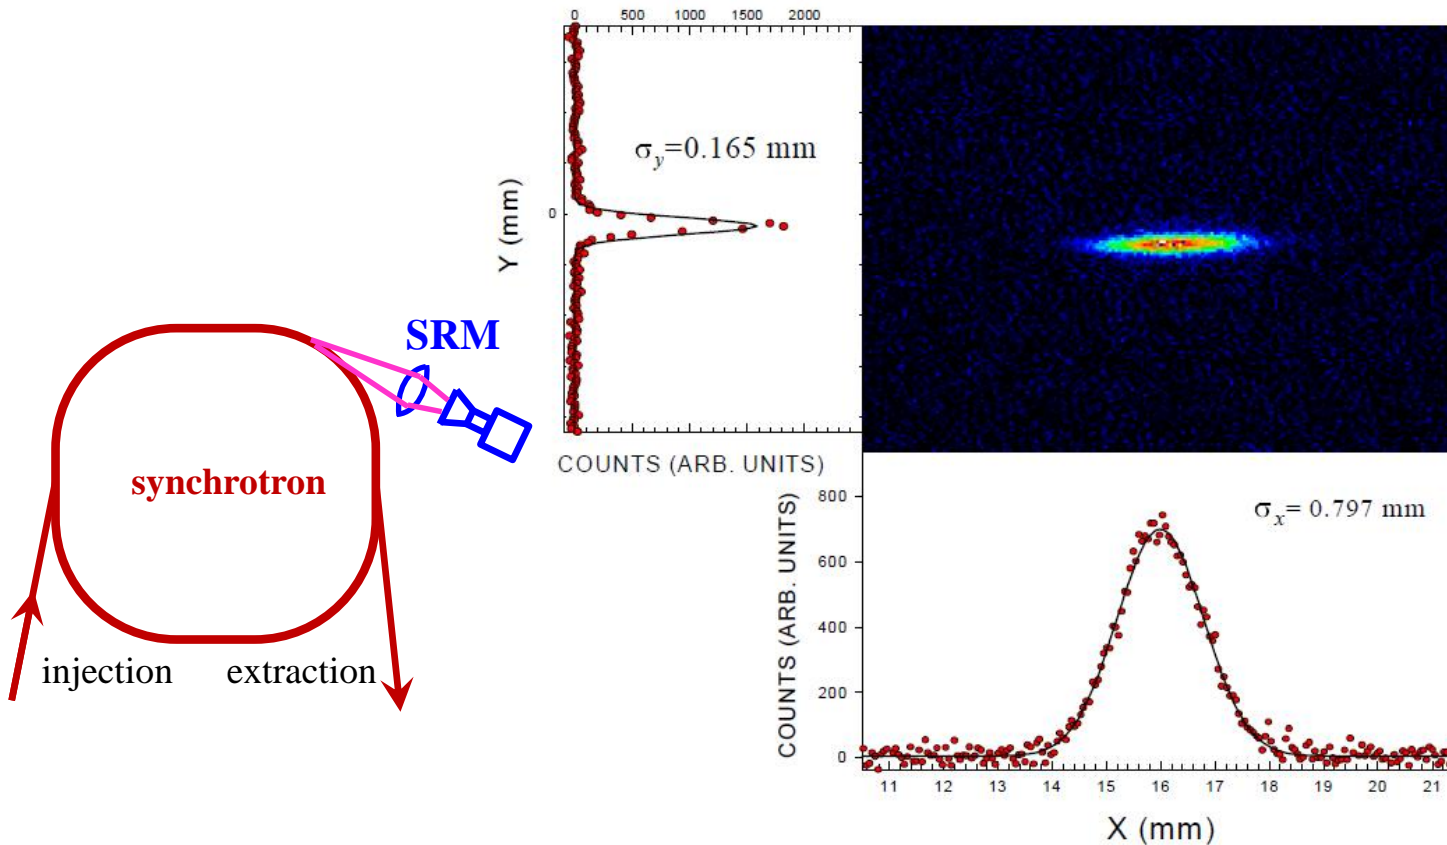 0 500 1000 1500 2000
σy=0.165 mm
Y (mm)
0
COUNTS (ARB. UNITS)
SRM
synchrotron
injection extraction
σx= 0.797 mm
COUNTS (ARB. UNITS)
800
600
400
200
0
11 12 13 14 15 16 17 18 19 20 21
X (mm)